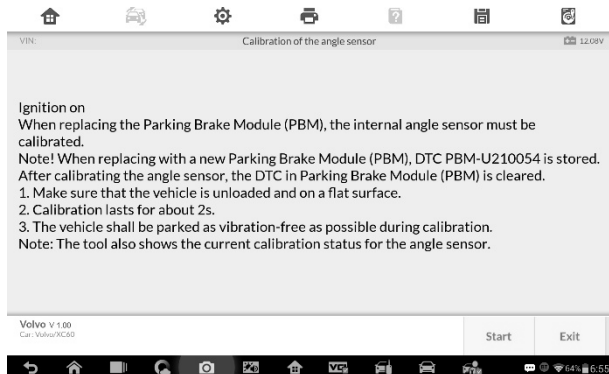 VIN:
Calibration of the angle sensor
12.08V
Ignition on
When replacing the Parking Brake Module (PBM), the internal angle sensor must be
calibrated.
Note! When replacing with a new Parking Brake Module (PBM), DTC PBM-U210054 is stored.
After calibrating the angle sensor, the DTC in Parking Brake Module (PBM) is cleared.
1. Make sure that the vehicle is unloaded and on a flat surface.
2. Calibration lasts for about 2s.
3. The vehicle shall be parked as vibration-free as possible during calibration.
Note: The tool also shows the current calibration status for the angle sensor.
Volvo V 1.00
Car: Volvo/XC60
Start
Exit
64% 6:55